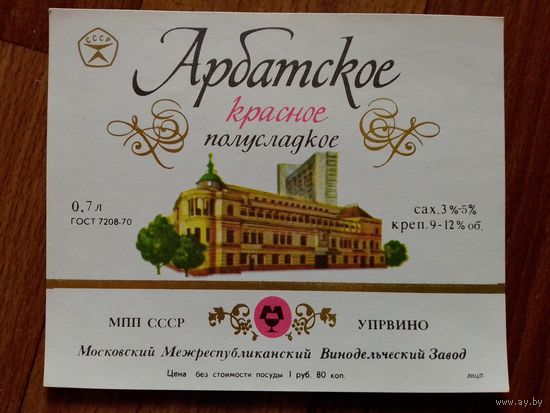 СССР
Арбатское
красное
полусладкое
0,7 л
ГОСТ 7208-70
сах. 3%-5%
креп. 9-12% об.
МПП СССР
УПРВИНО
Московский Межреспубликанский Винодельческий Завод
Цена без стоимости посуды 1 руб. 80 коп.
www.ay.by